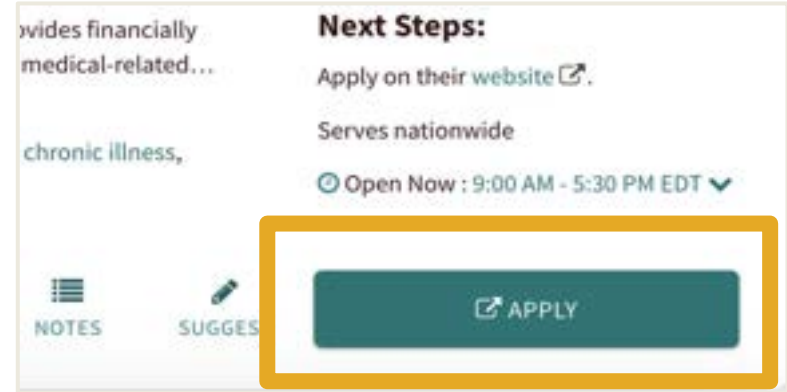 ovides financially
medical-related…
chronic illness,
Next Steps:
Apply on their website.
Serves nationwide
Open Now : 9:00 AM - 5:30 PM EDT
NOTES
SUGGES
APPLY